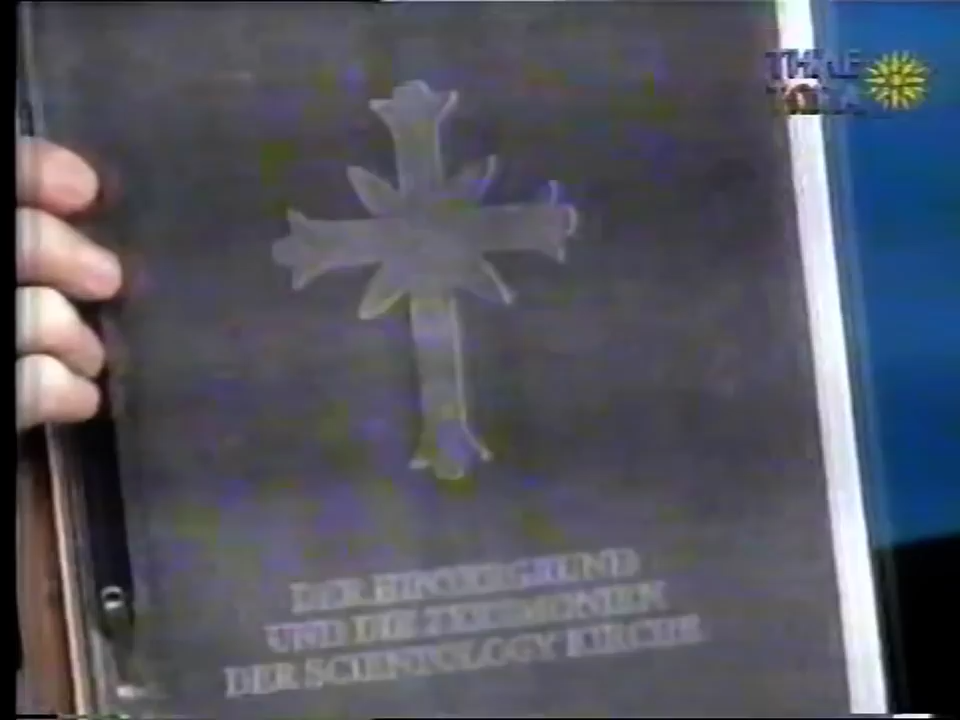 DER HINTERGRUND
UND DIE ZEREMONIEN
DER SCIENTOLOGY KIRCHE